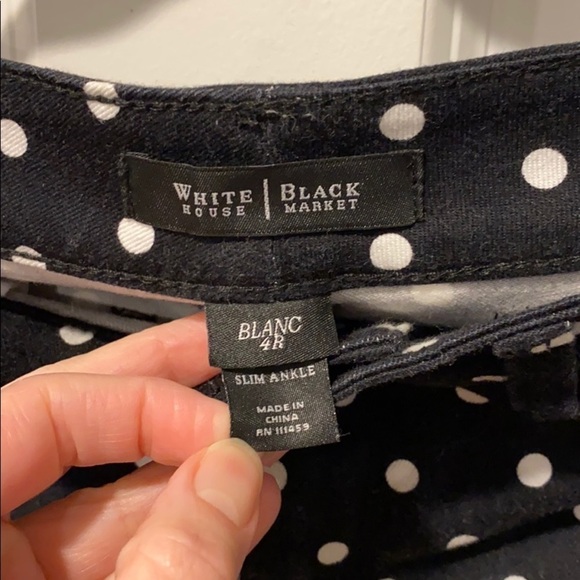 WHITE | BLACK
HOUSE | MARKET
BLANC
4R
SLIM ANKLE
MADE IN
CHINA
RN 111459